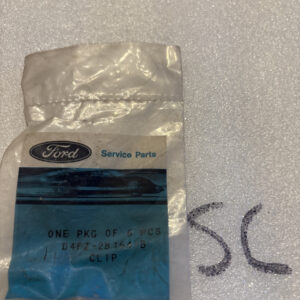 Ford
Service Parts
ONE PKG OF 5 PCS
CLIP
SC